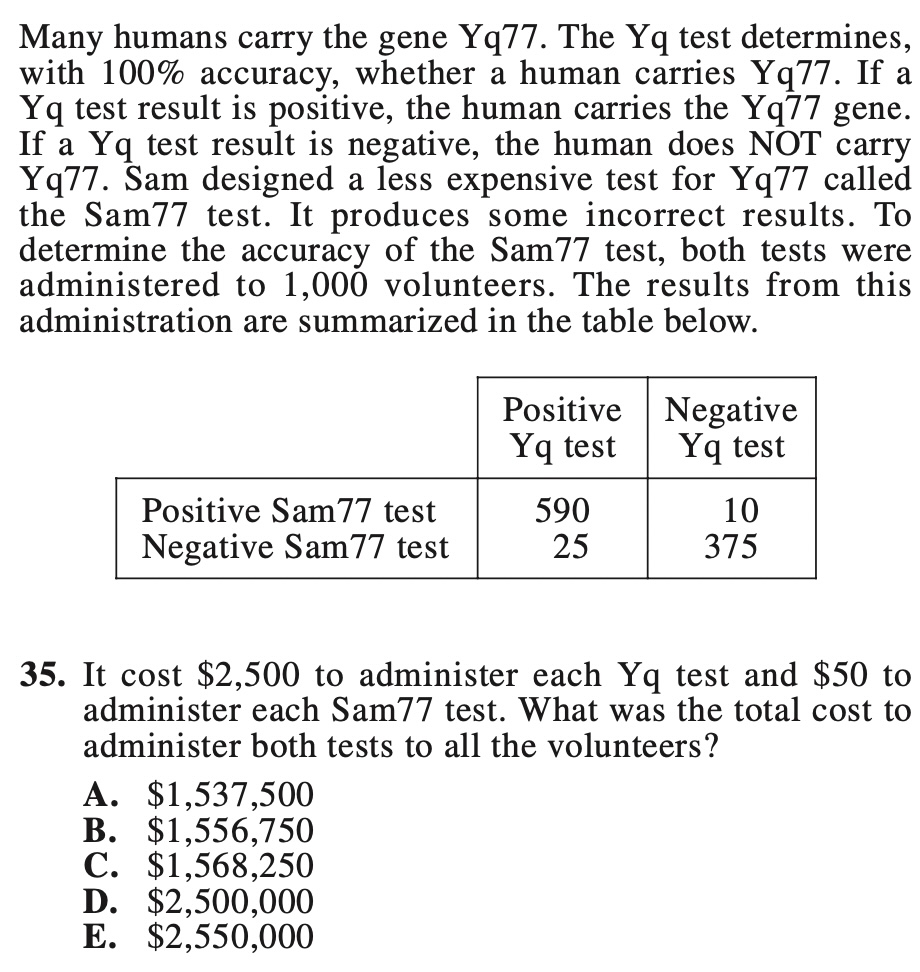 Many humans carry the gene Yq77. The Yq test determines,
with 100% accuracy, whether a human carries Yq77. If a
Yq test result is positive, the human carries the Yq77 gene.
If a Yq test result is negative, the human does NOT carry
Yq77. Sam designed a less expensive test for Yq77 called
the Sam77 test. It produces some incorrect results. To
determine the accuracy of the Sam77 test, both tests were
administered to 1,000 volunteers. The results from this
administration are summarized in the table below.
Positive Negative
Yq test Yq test
Positive Sam77 test 590 10
Negative Sam77 test 25 375
35. It cost $2,500 to administer each Yq test and $50 to
administer each Sam77 test. What was the total cost to
administer both tests to all the volunteers?
A. $1,537,500
B. $1,556,750
C. $1,568,250
D. $2,500,000
E. $2,550,000